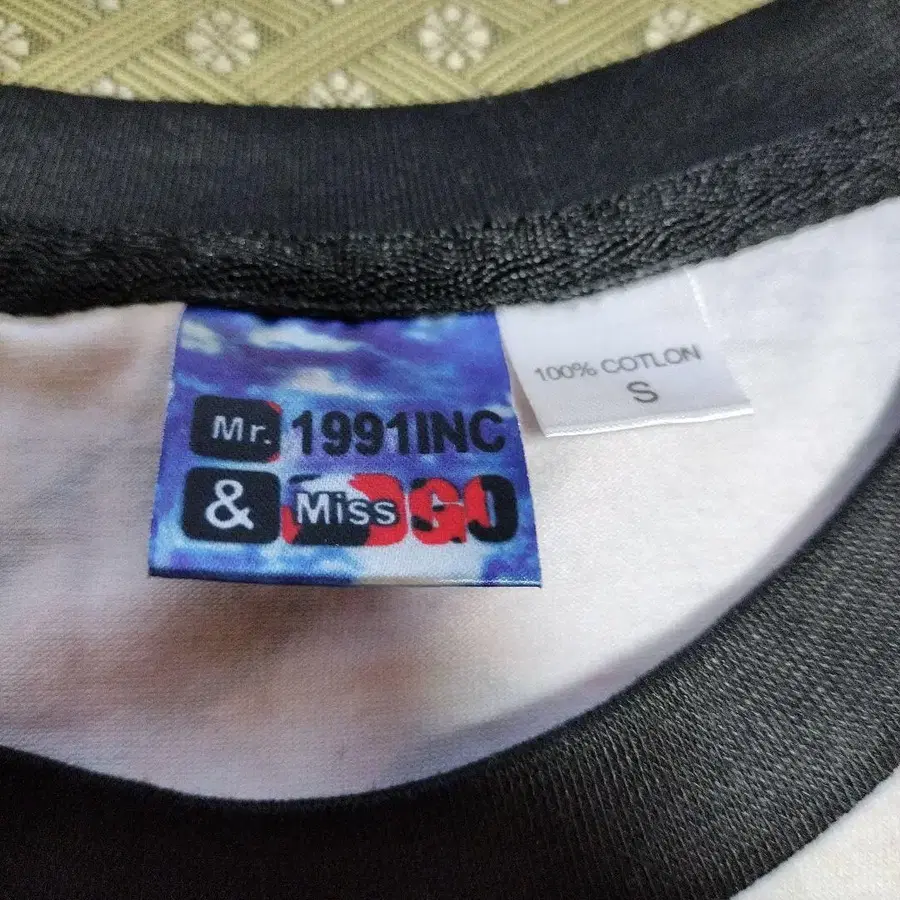 Mr. 1991INC
& Miss GO
100% COTLON
S